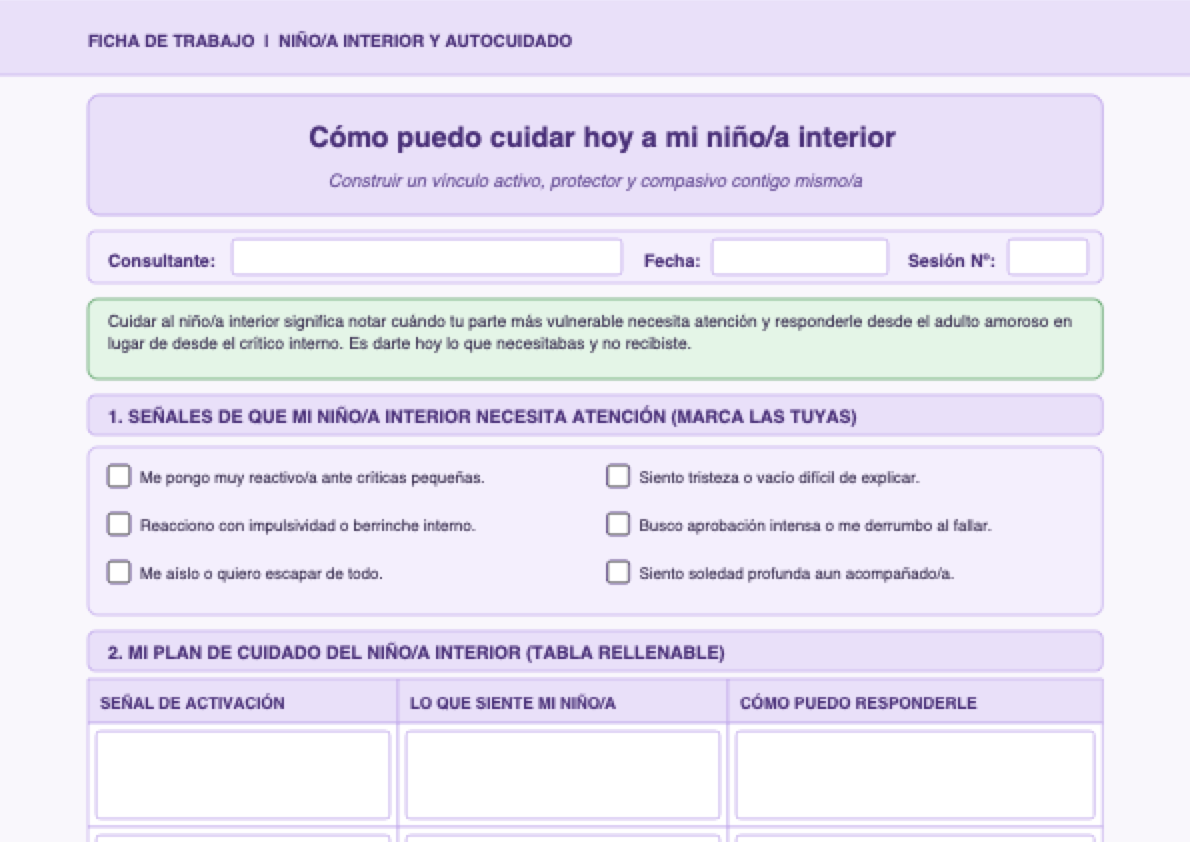 FICHA DE TRABAJO | NIÑO/A INTERIOR Y AUTOCUIDADO
Cómo puedo cuidar hoy a mi niño/a interior
Construir un vínculo activo, protector y compasivo contigo mismo/a
Consultante: Fecha: Sesión Nº:
Cuidar al niño/a interior significa notar cuándo tu parte más vulnerable necesita atención y responderle desde el adulto amoroso en
lugar de desde el crítico interno. Es darte hoy lo que necesitabas y no recibiste.
1. SEÑALES DE QUE MI NIÑO/A INTERIOR NECESITA ATENCIÓN (MARCA LAS TUYAS)
Me pongo muy reactivo/a ante críticas pequeñas. Siento tristeza o vacío difícil de explicar.
Reacciono con impulsividad o berrinche interno. Busco aprobación intensa o me derrumbo al fallar.
Me aíslo o quiero escapar de todo. Siento soledad profunda aun acompañado/a.
2. MI PLAN DE CUIDADO DEL NIÑO/A INTERIOR (TABLA RELLENABLE)
SEÑAL DE ACTIVACIÓN LO QUE SIENTE MI NIÑO/A CÓMO PUEDO RESPONDERLE